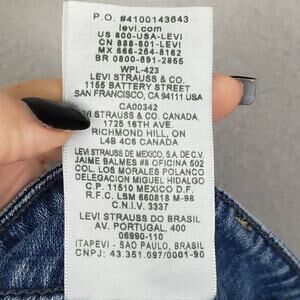 P.O. #4100143643
levi.com
US 800-USA-LEVI
CN 888-501-LEVI
MX 866-254-8162
BR 0800-891-2855
WPL-423
LEVI STRAUSS & CO.
1155 BATTERY STREET
SAN FRANCISCO, CA 94111 USA
CA00342
LEVI STRAUSS & CO. CANADA,
1725 16TH AVE.
RICHMOND HILL, ON
L4B 4C6 CANADA
LEVI STRAUSS DE MEXICO, S.A. DE C.V.
JAIME BALMES #8 OFICINA 502
COL. LOS MORALES POLANCO
DELEGACION MIGUEL HIDALGO
C.P. 11510 MEXICO D.F.
R.F.C. LSM 660818 M-98
C.N.I.V. 3337
LEVI STRAUSS DO BRASIL
AV. PORTUGAL, 400
06990-110
ITAPEVI - SAO PAULO, BRASIL
CNPJ: 43.351.097/0001-90